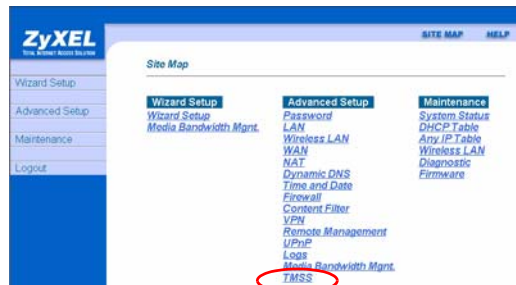 ZyXEL
TOTAL INTERNET ACCESS SOLUTION
SITE MAP HELP
Wizard Setup
Advanced Setup
Maintenance
Logout
Site Map
Wizard Setup
Wizard Setup
Media Bandwidth Mgnt.
Advanced Setup
Password
LAN
Wireless LAN
WAN
NAT
Dynamic DNS
Time and Date
Firewall
Content Filter
VPN
Remote Management
UPnP
Logs
Media Bandwidth Mgnt.
TMSS
Maintenance
System Status
DHCP Table
Any IP Table
Wireless LAN
Diagnostic
Firmware